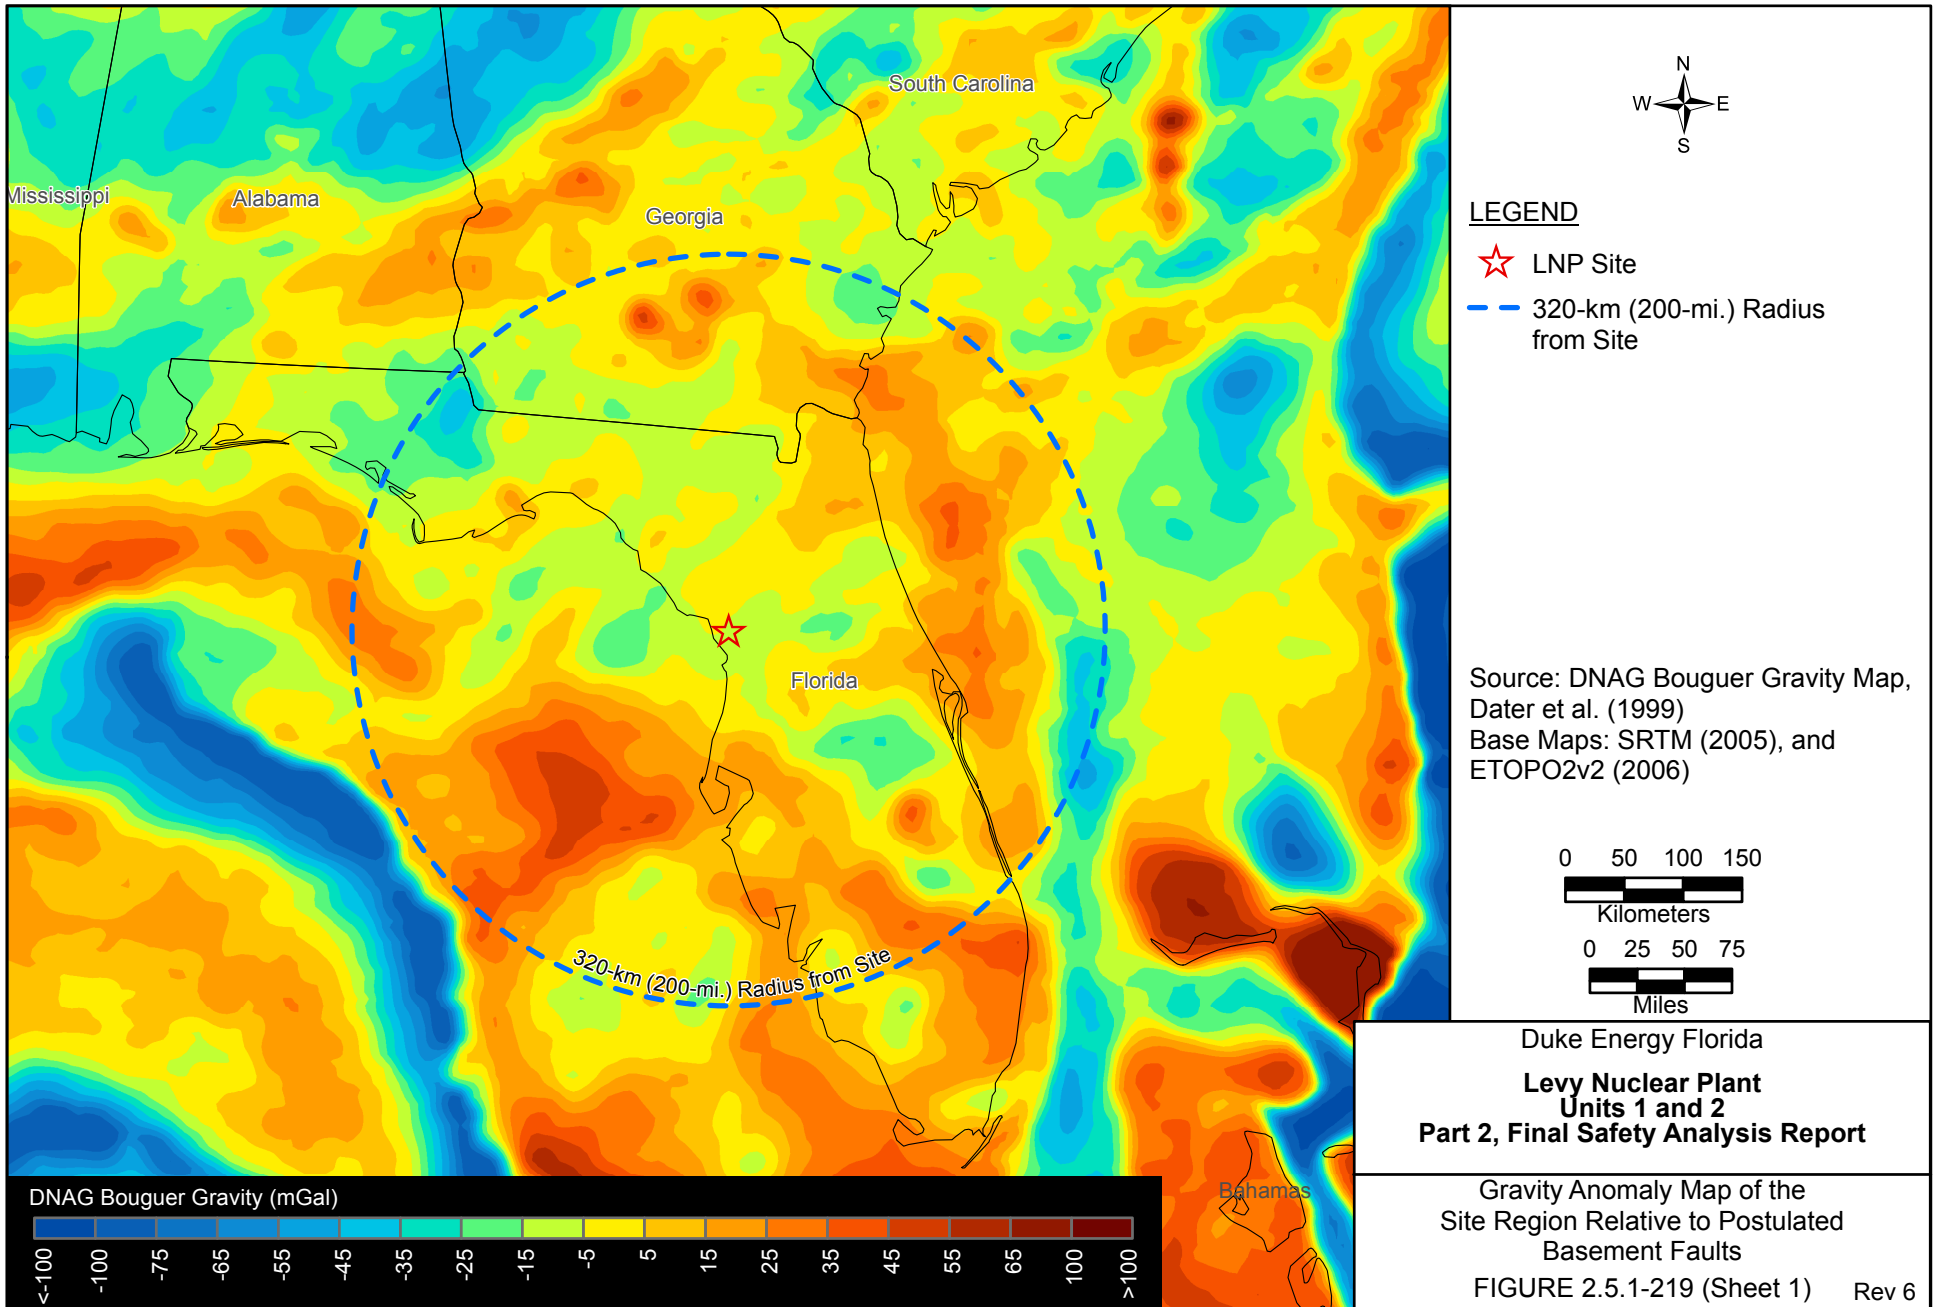 South Carolina
Mississippi
Alabama
Georgia
Florida
320-km (200-mi.) Radius from Site
Bahamas
N
W E
S
LEGEND
LNP Site
320-km (200-mi.) Radius
from Site
Source: DNAG Bouguer Gravity Map,
Dater et al. (1999)
Base Maps: SRTM (2005), and
ETOPO2v2 (2006)
0 50 100 150
Kilometers
0 25 50 75
Miles
Duke Energy Florida
Levy Nuclear Plant
Units 1 and 2
Part 2, Final Safety Analysis Report
Gravity Anomaly Map of the
Site Region Relative to Postulated
Basement Faults
FIGURE 2.5.1-219 (Sheet 1) Rev 6
DNAG Bouguer Gravity (mGal)
<-100 -100 -75 -65 -55 -45 -35 -25 -15 -5 5 15 25 35 45 55 65 100 >100